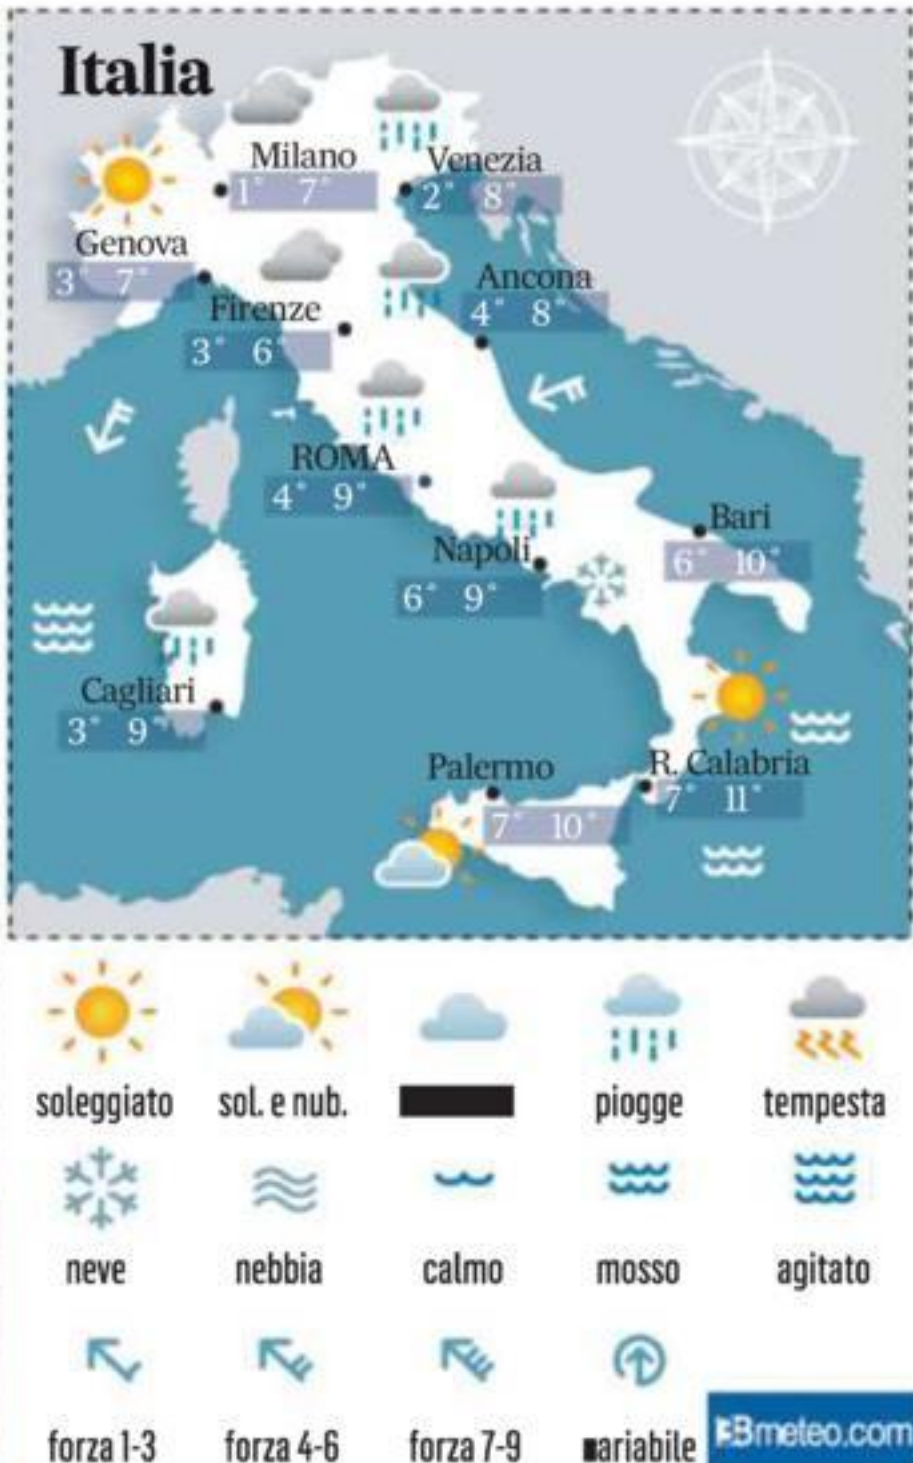 Italia
Milano
1° 7°
Venezia
2° 8°
Genova
3° 7°
Ancona
4° 8°
Firenze
3° 6°
ROMA
4° 9°
Bari
6° 10°
Napoli
6° 9°
Cagliari
3° 9°
Palermo
7° 10°
R. Calabria
7° 11°
soleggiato sol. e nub. piogge tempesta
neve nebbia calmo mosso agitato
forza 1-3 forza 4-6 forza 7-9 ariabile
3Bmeteo.com